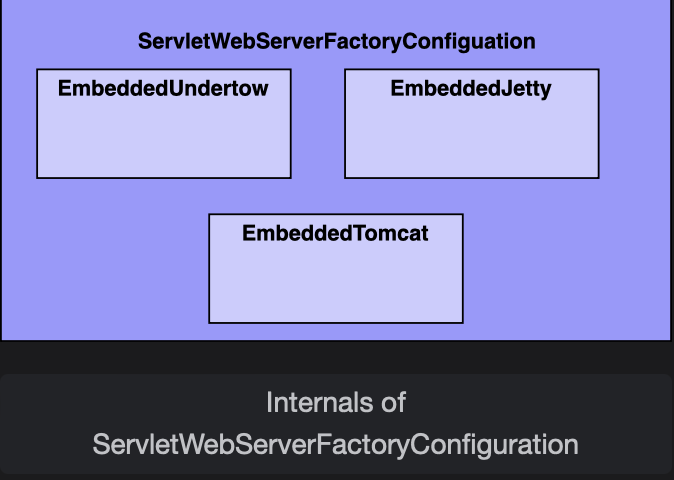 ServletWebServerFactoryConfiguation
EmbeddedUndertow
EmbeddedJetty
EmbeddedTomcat
Internals of
ServletWebServerFactoryConfiguration